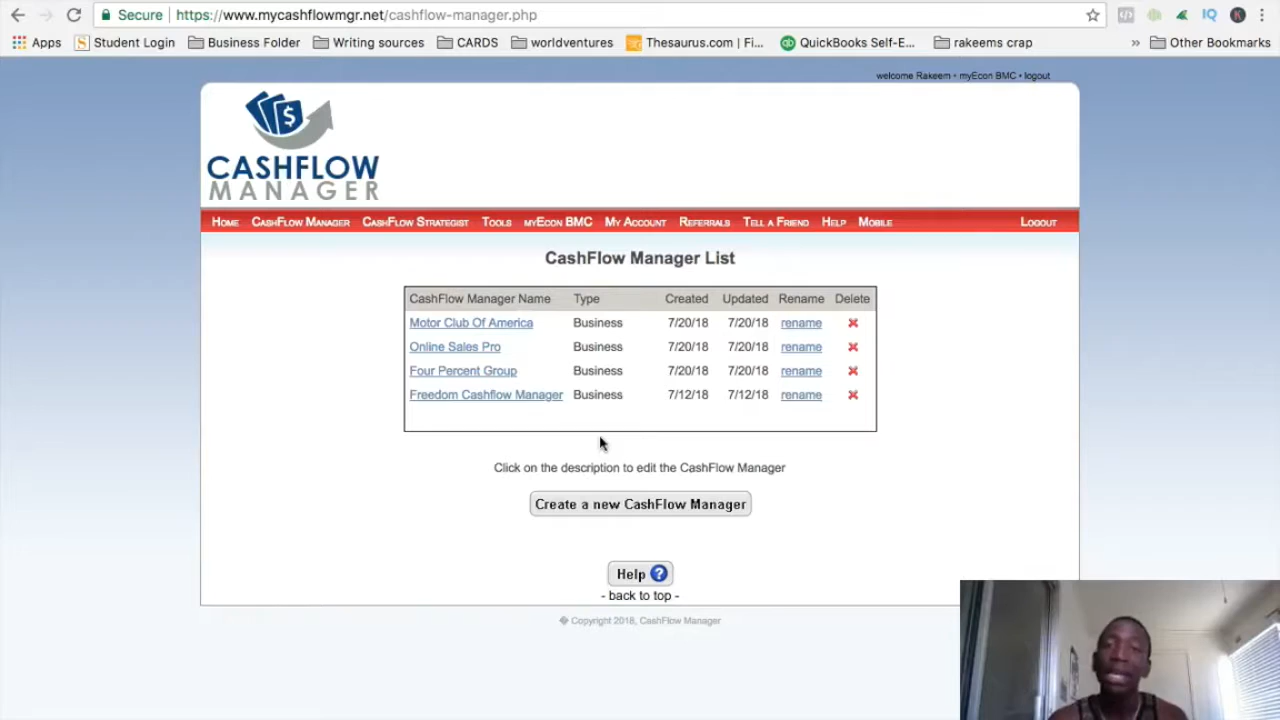 Secure https://www.mycashflowmgr.net/cashflow-manager.php
Apps Student Login Business Folder Writing sources CARDS worldventures Thesaurus.com | Fi... QuickBooks Self-E... rakeems crap » Other Bookmarks
welcome Rakeem • myEcon BMC • logout
CASHFLOW
MANAGER
Home CashFlow Manager CashFlow Strategist Tools myEcon BMC My Account Referrals Tell a Friend Help Mobile Logout
CashFlow Manager List
CashFlow Manager Name Type Created Updated Rename Delete
Motor Club Of America Business 7/20/18 7/20/18 rename
Online Sales Pro Business 7/20/18 7/20/18 rename
Four Percent Group Business 7/20/18 7/20/18 rename
Freedom Cashflow Manager Business 7/12/18 7/12/18 rename
Click on the description to edit the CashFlow Manager
Create a new CashFlow Manager
Help ?
- back to top -
� Copyright 2018, CashFlow Manager